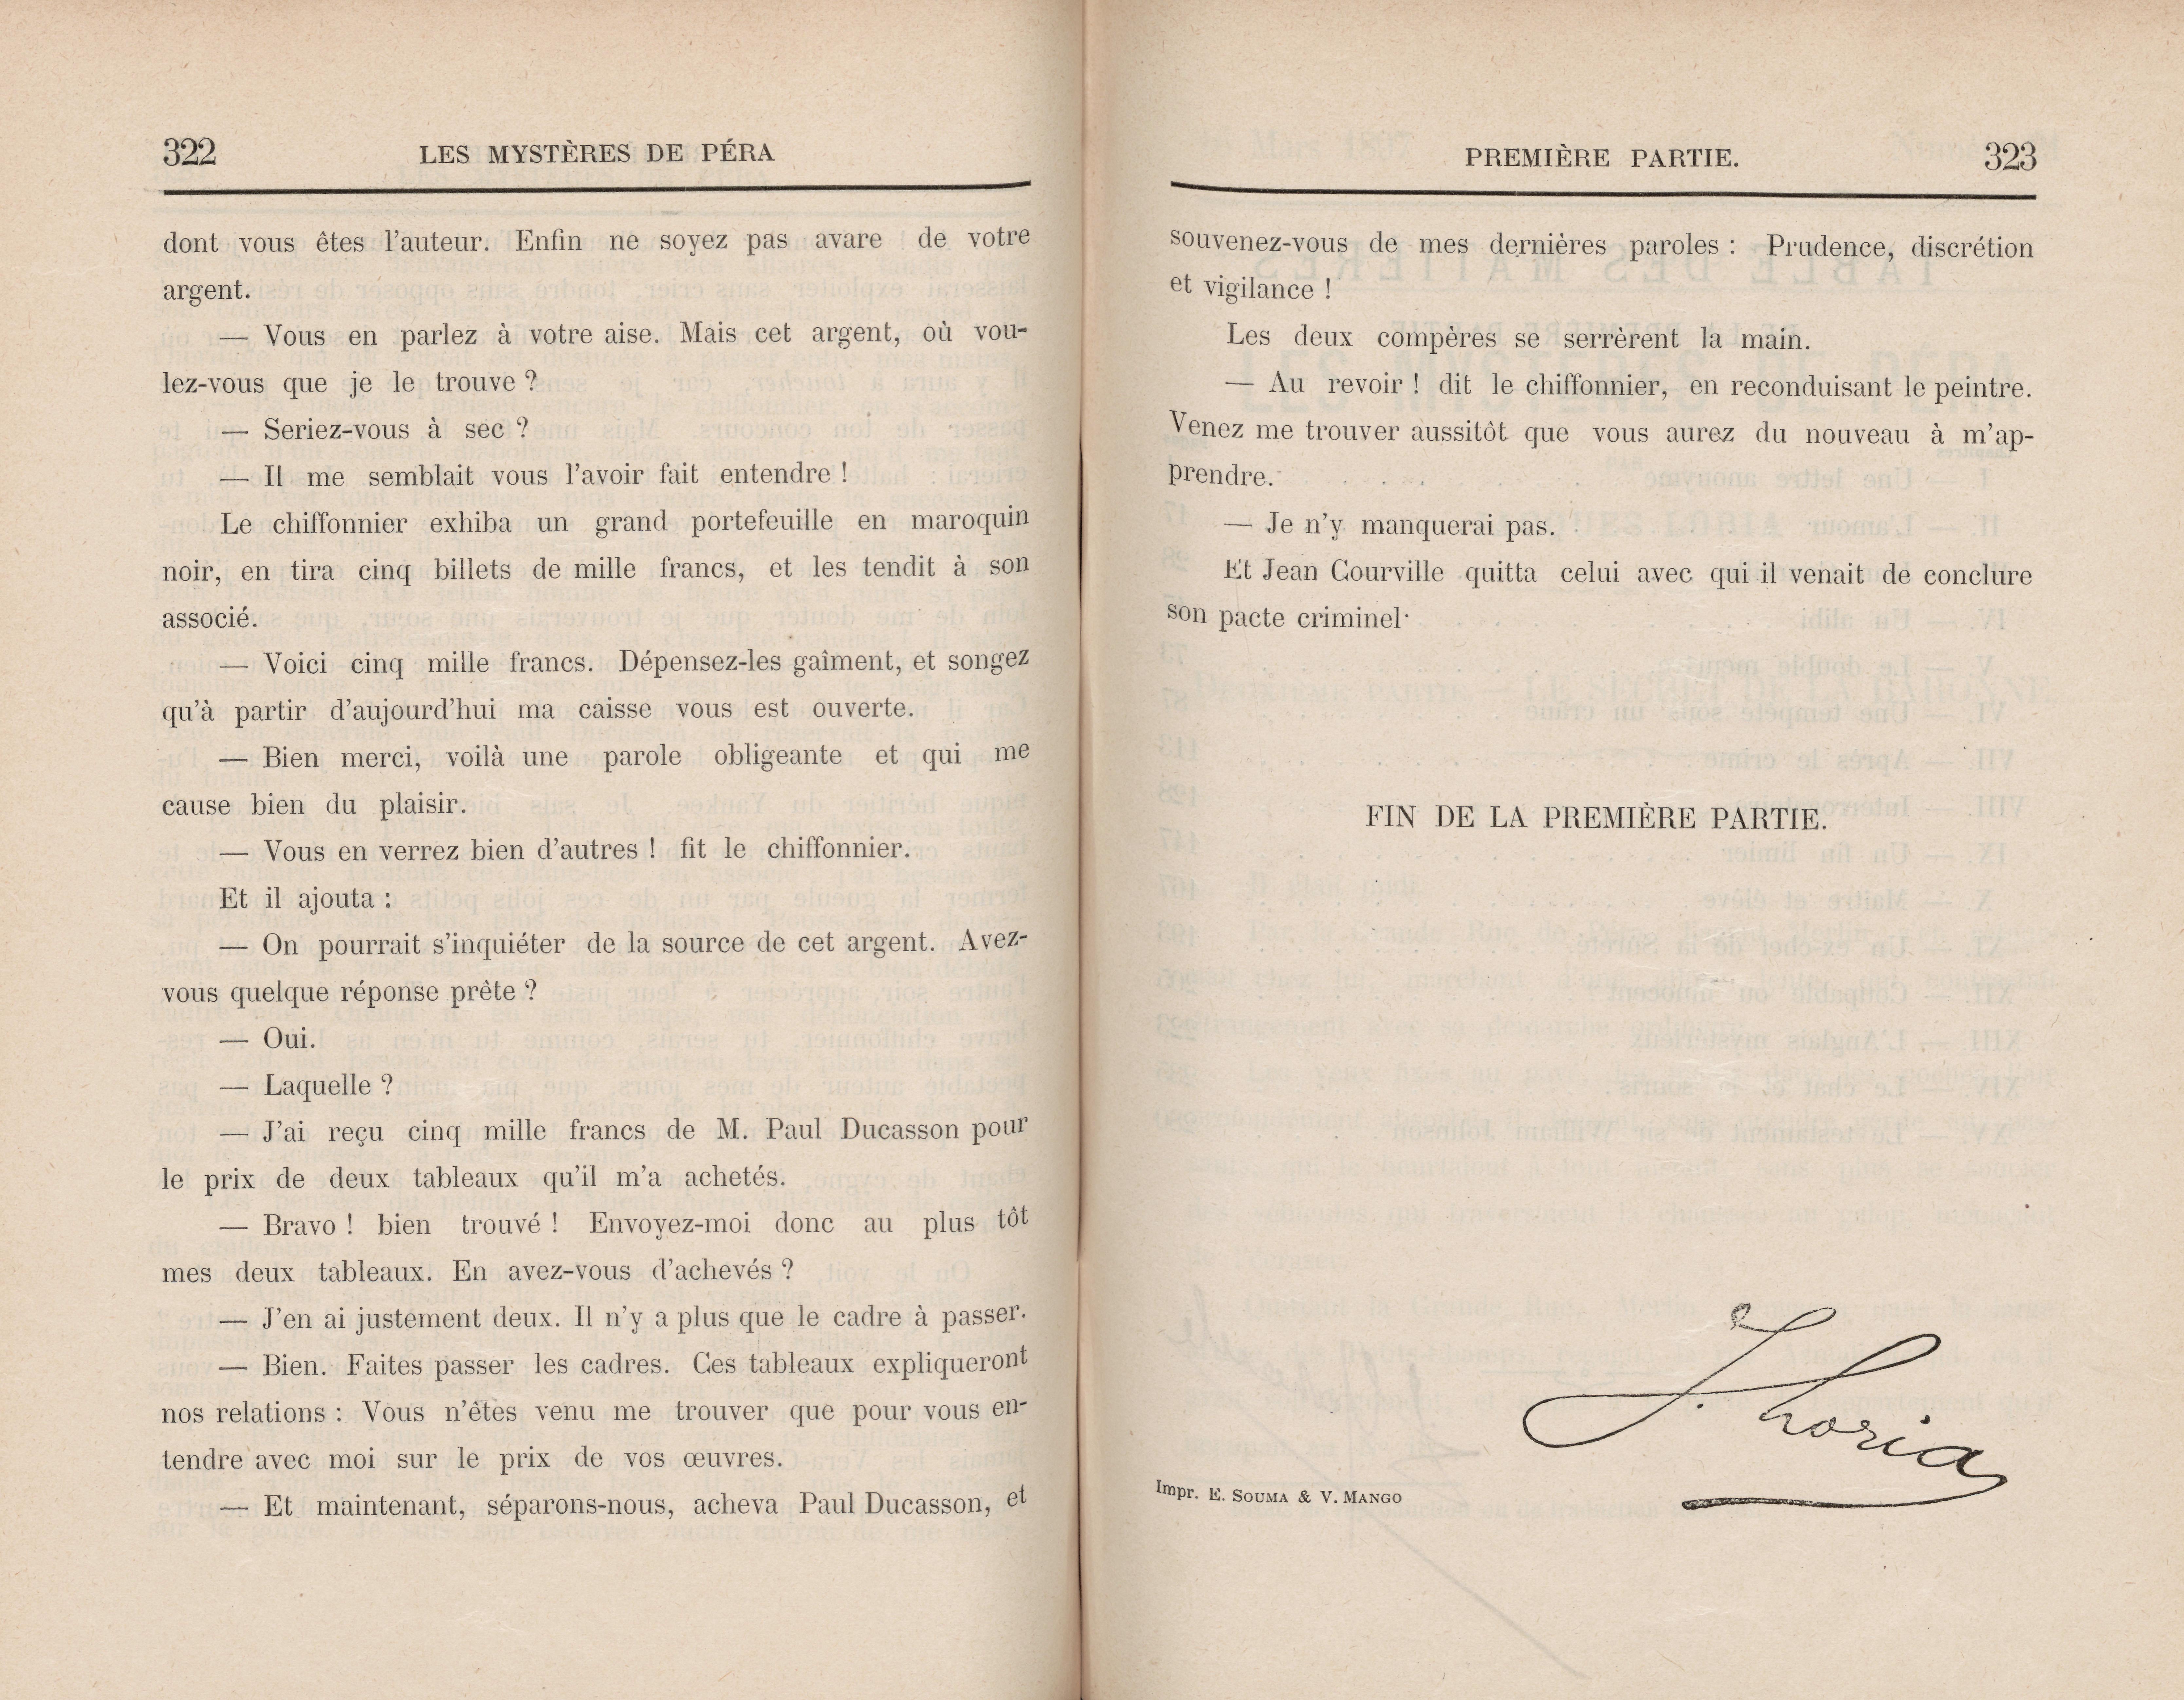 322 LES MYSTÈRES DE PÉRA
dont vous êtes l'auteur. Enfin ne soyez pas avare de votre
argent.
— Vous en parlez à votre aise. Mais cet argent, où vou-
lez-vous que je le trouve ?
— Seriez-vous à sec ?
— Il me semblait vous l'avoir fait entendre !
Le chiffonnier exhiba un grand portefeuille en maroquin
noir, en tira cinq billets de mille francs, et les tendit à son
associé.
— Voici cinq mille francs. Dépensez-les gaîment, et songez
qu'à partir d'aujourd'hui ma caisse vous est ouverte.
— Bien merci, voilà une parole obligeante et qui me
cause bien du plaisir.
— Vous en verrez bien d'autres ! fit le chiffonnier.
Et il ajouta :
— On pourrait s'inquiéter de la source de cet argent. Avez-
vous quelque réponse prête ?
— Oui.
— Laquelle ?
— J'ai reçu cinq mille francs de M. Paul Ducasson pour
le prix de deux tableaux qu'il m'a achetés.
— Bravo ! bien trouvé ! Envoyez-moi donc au plus tôt
mes deux tableaux. En avez-vous d'achevés ?
— J'en ai justement deux. Il n'y a plus que le cadre à passer.
— Bien. Faites passer les cadres. Ces tableaux expliqueront
nos relations : Vous n'êtes venu me trouver que pour vous en-
tendre avec moi sur le prix de vos œuvres.
— Et maintenant, séparons-nous, acheva Paul Ducasson, et
PREMIÈRE PARTIE. 323
souvenez-vous de mes dernières paroles : Prudence, discrétion
et vigilance !
Les deux compères se serrèrent la main.
— Au revoir ! dit le chiffonnier, en reconduisant le peintre.
Venez me trouver aussitôt que vous aurez du nouveau à m'ap-
prendre.
— Je n'y manquerai pas.
Et Jean Gourville quitta celui avec qui il venait de conclure
son pacte criminel·
FIN DE LA PREMIÈRE PARTIE.
Impr. E. SOUMA & V. MANGO